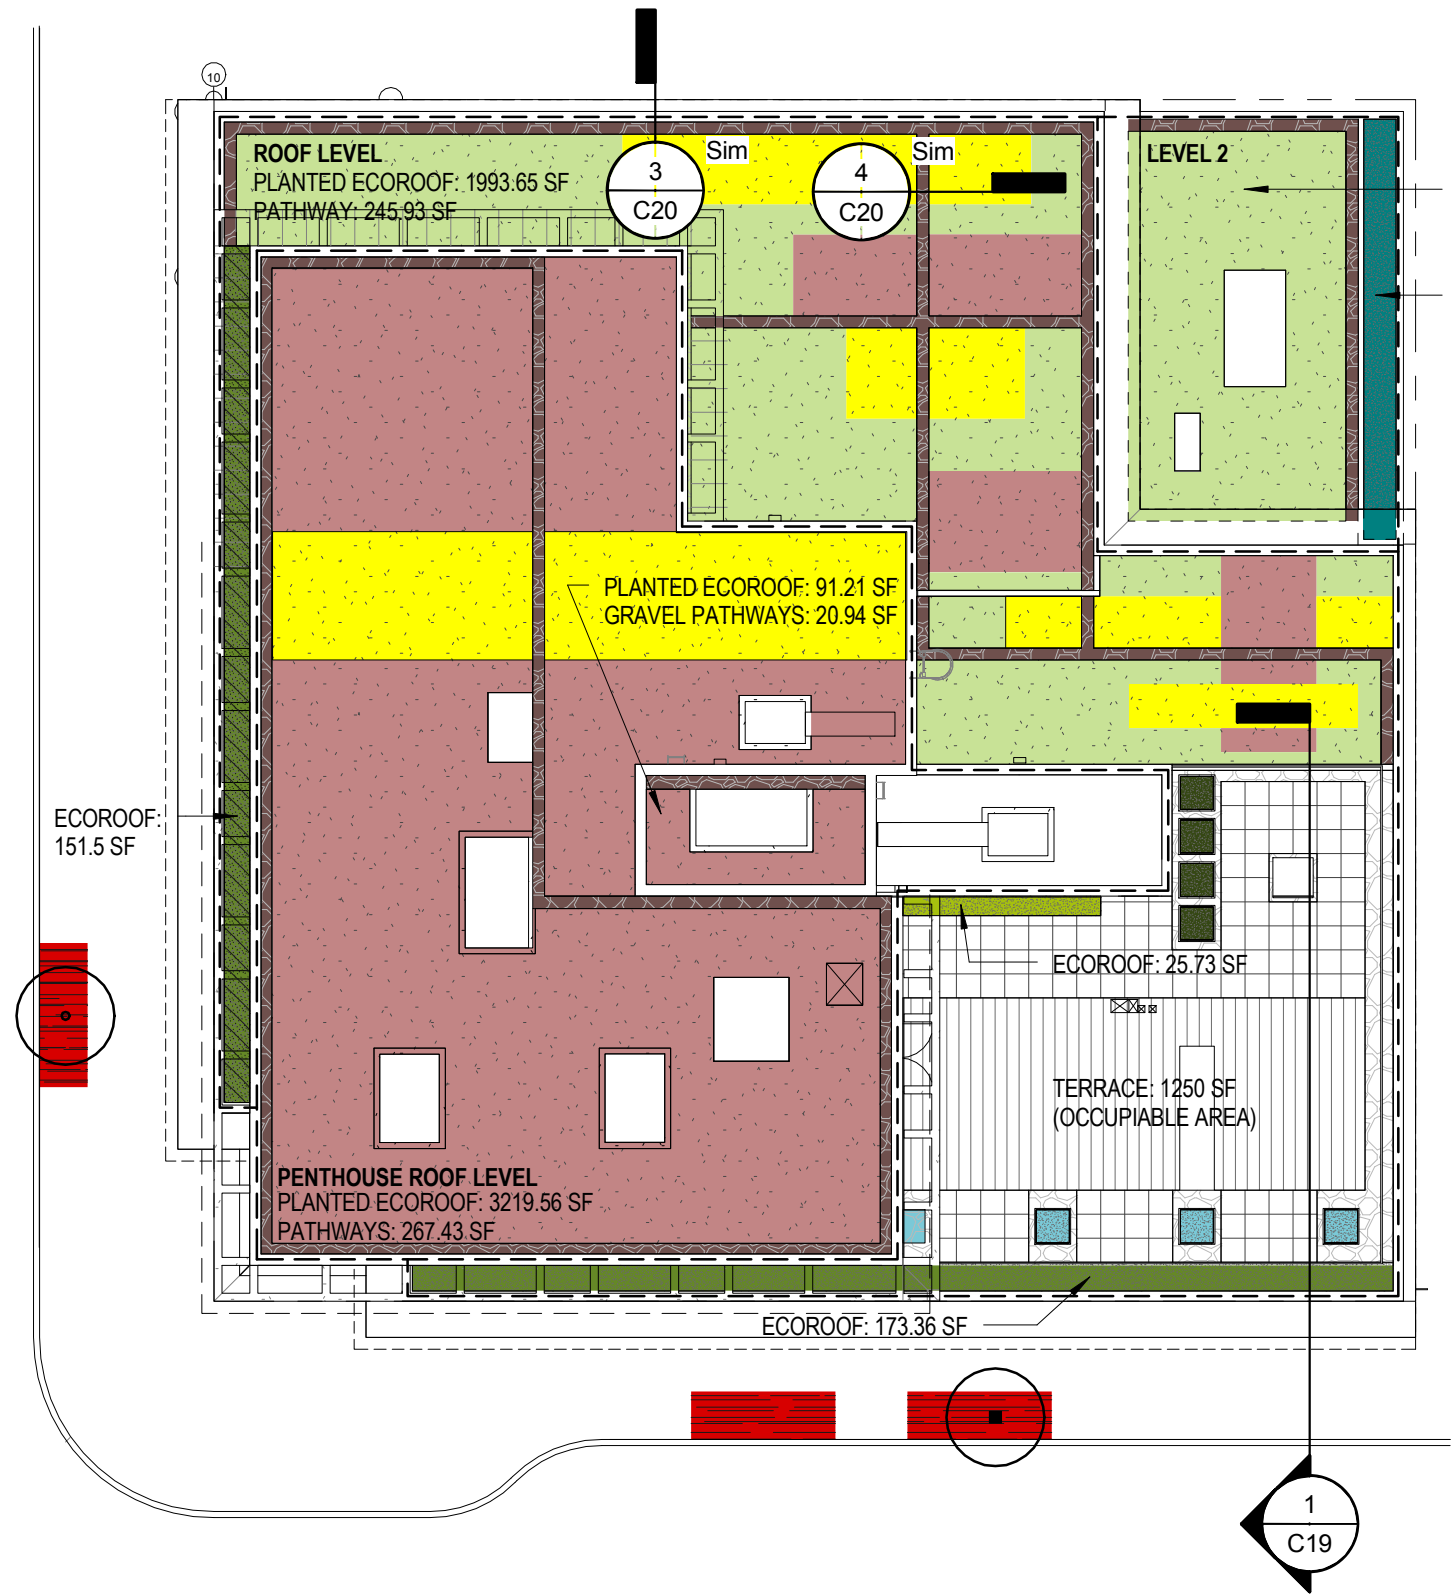 10
ROOF LEVEL
PLANTED ECOROOF: 1993.65 SF
PATHWAY: 245.93 SF
3
C20
Sim
4
C20
Sim
LEVEL 2
PLANTED ECOROOF: 91.21 SF
GRAVEL PATHWAYS: 20.94 SF
ECOROOF:
151.5 SF
ECOROOF: 25.73 SF
TERRACE: 1250 SF
(OCCUPIABLE AREA)
PENTHOUSE ROOF LEVEL
PLANTED ECOROOF: 3219.56 SF
PATHWAYS: 267.43 SF
ECOROOF: 173.36 SF
1
C19